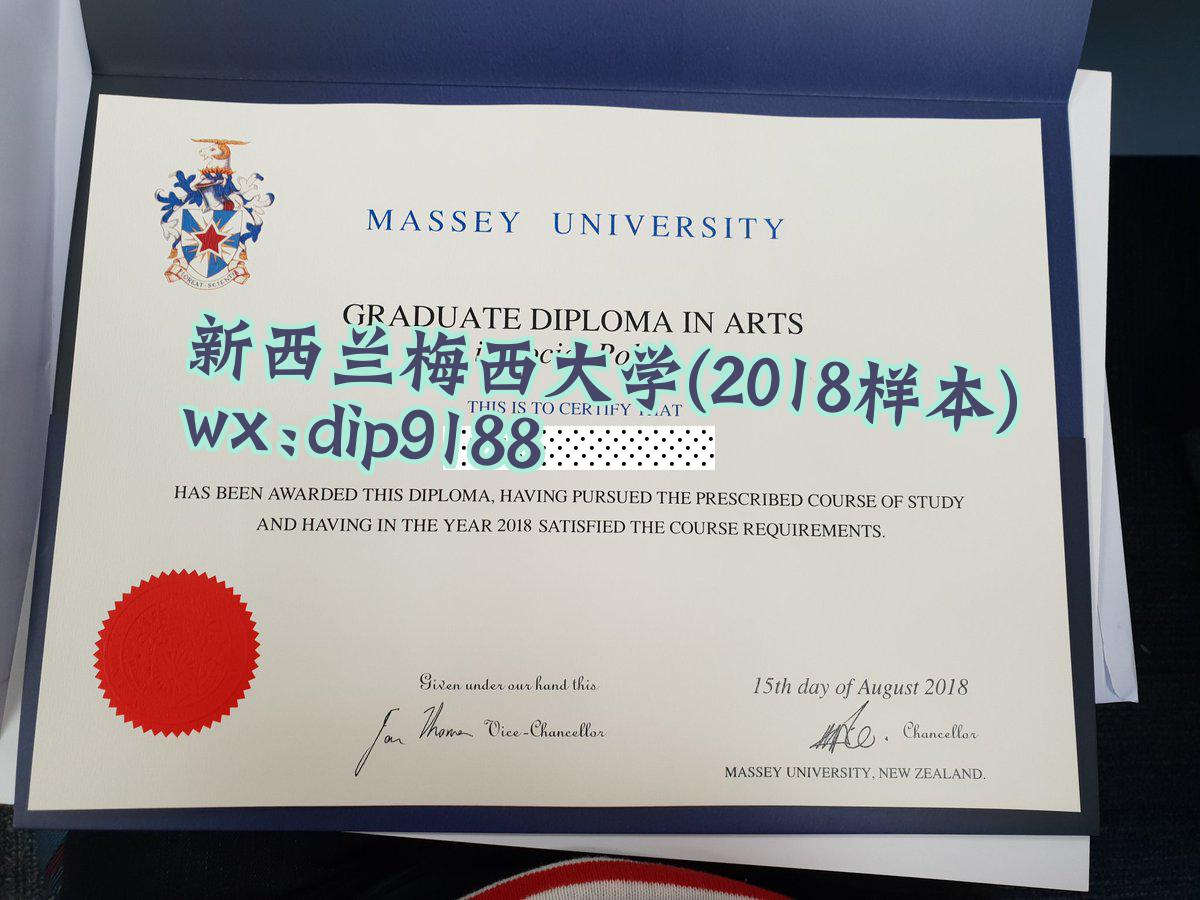 MASSEY UNIVERSITY
GRADUATE DIPLOMA IN ARTS
新西兰梅西大学(2018样本)
THIS IS TO CERTIFY THAT
wx:dip9188
HAS BEEN AWARDED THIS DIPLOMA, HAVING PURSUED THE PRESCRIBED COURSE OF STUDY
AND HAVING IN THE YEAR 2018 SATISFIED THE COURSE REQUIREMENTS.
Given under our hand this
15th day of August 2018
Vice-Chancellor
Chancellor
MASSEY UNIVERSITY, NEW ZEALAND.